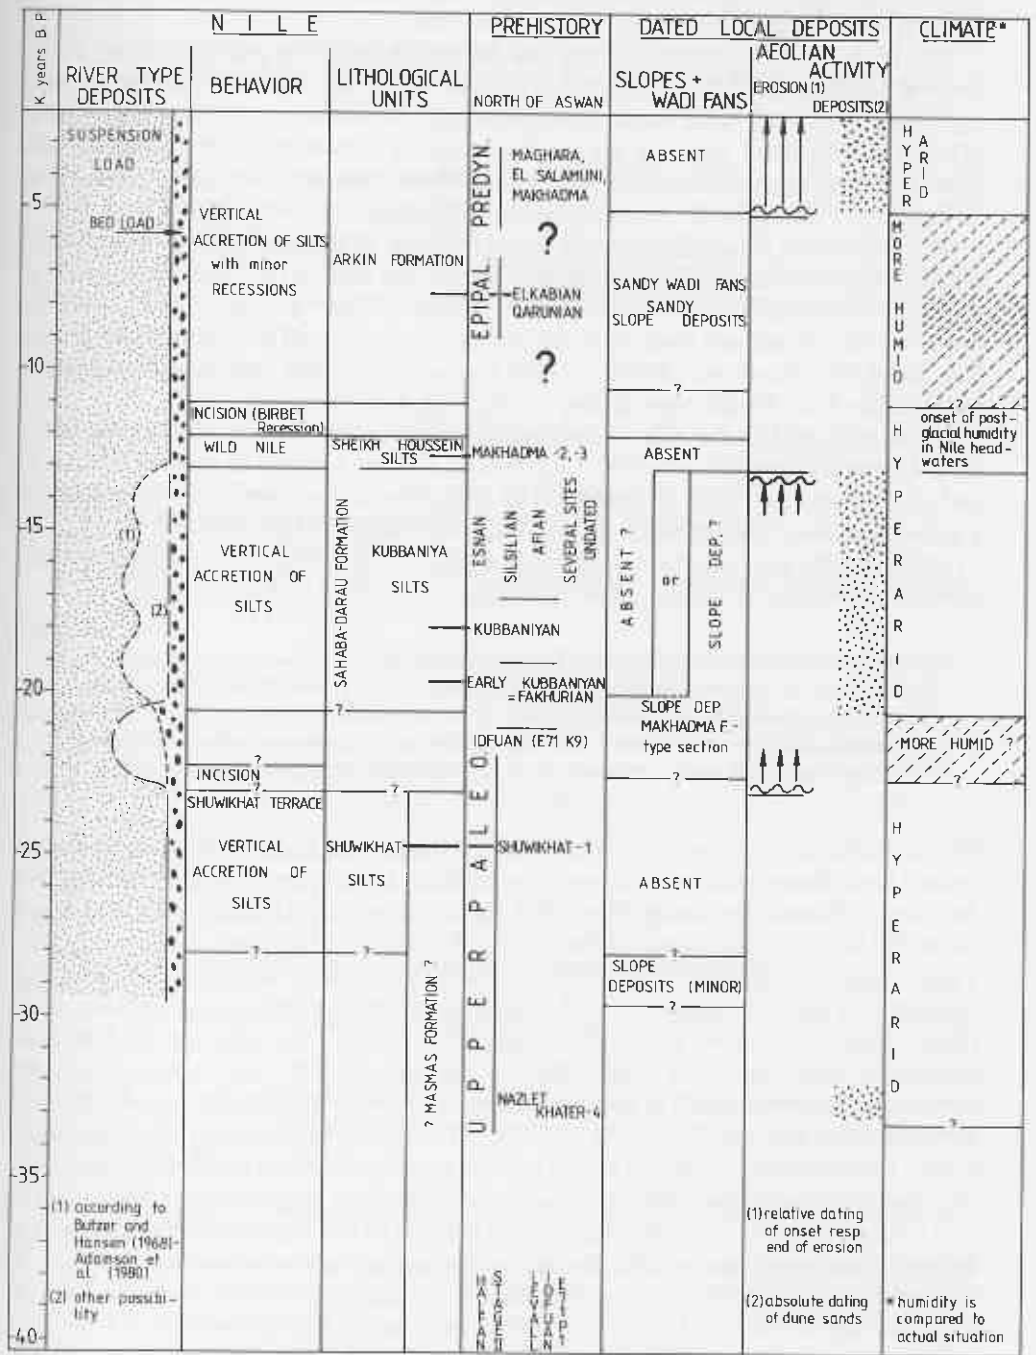 K. years B P
N I L E
PREHISTORY
DATED LOCAL DEPOSITS
CLIMATE*
RIVER TYPE
DEPOSITS
BEHAVIOR
LITHOLOGICAL
UNITS
NORTH OF ASWAN
SLOPES +
WADI FANS
AEOLIAN
ACTIVITY
EROSION (1)
DEPOSITS(2)
5
10
15
20
25
30
35
40
SUSPENSION
LOAD
BED LOAD
(1)
(2)
(1) according to
Butzer and
Hansen (1968)-
Adamson et
al (1980)
(2) other possibi-
lity
VERTICAL
ACCRETION OF SILTS
with minor
RECESSIONS
INCISION (BIRBET
Recession)
WILD NILE
VERTICAL
ACCRETION OF
SILTS
?
INCISION
?
SHUWIKHAT TERRACE
VERTICAL
ACCRETION OF
SILTS
?
ARKIN FORMATION
SHEIKH HOUSSEIN
SILTS
SAHABA-DARAU FORMATION
KUBBANIYA
SILTS
?
?
SHUWIKHAT
SILTS
?
? MASMAS FORMATION ?
PREDYN.
MAGHARA,
EL SALAMUNI,
MAKHADMA
?
EPIPAL
ELKABIAN
QARUNIAN
?
MAKHADMA -2, -3
ESNAN
SILSILIAN
AFIAN
SEVERAL SITES
UNDATED
KUBBANIYAN
EARLY KUBBANIYAN
=FAKHURIAN
IDFUAN (E71 K9)
UPPPERPALEO.
SHUWIKHAT-1
NAZLET
KHATER-4
HALFAN
STAGE II
LEVALL
IDFUAN
ABSENT
SANDY WADI FANS
SANDY
SLOPE DEPOSITS
?
ABSENT
ABSENT ?
or
SLOPE DEP. ?
SLOPE DEP
MAKHADMA F-
type section
?
ABSENT
?
SLOPE
DEPOSITS (MINOR)
?
(1) relative dating
of onset resp
end of erosion
(2) absolute dating
of dune sands
HYPER
ARID
MORE HUMID
?
onset of post-
glacial humidity
in Nile head-
waters
HYPERARID
MORE HUMID ?
?
HYPERARID
?
* humidity is
compared to
actual situation